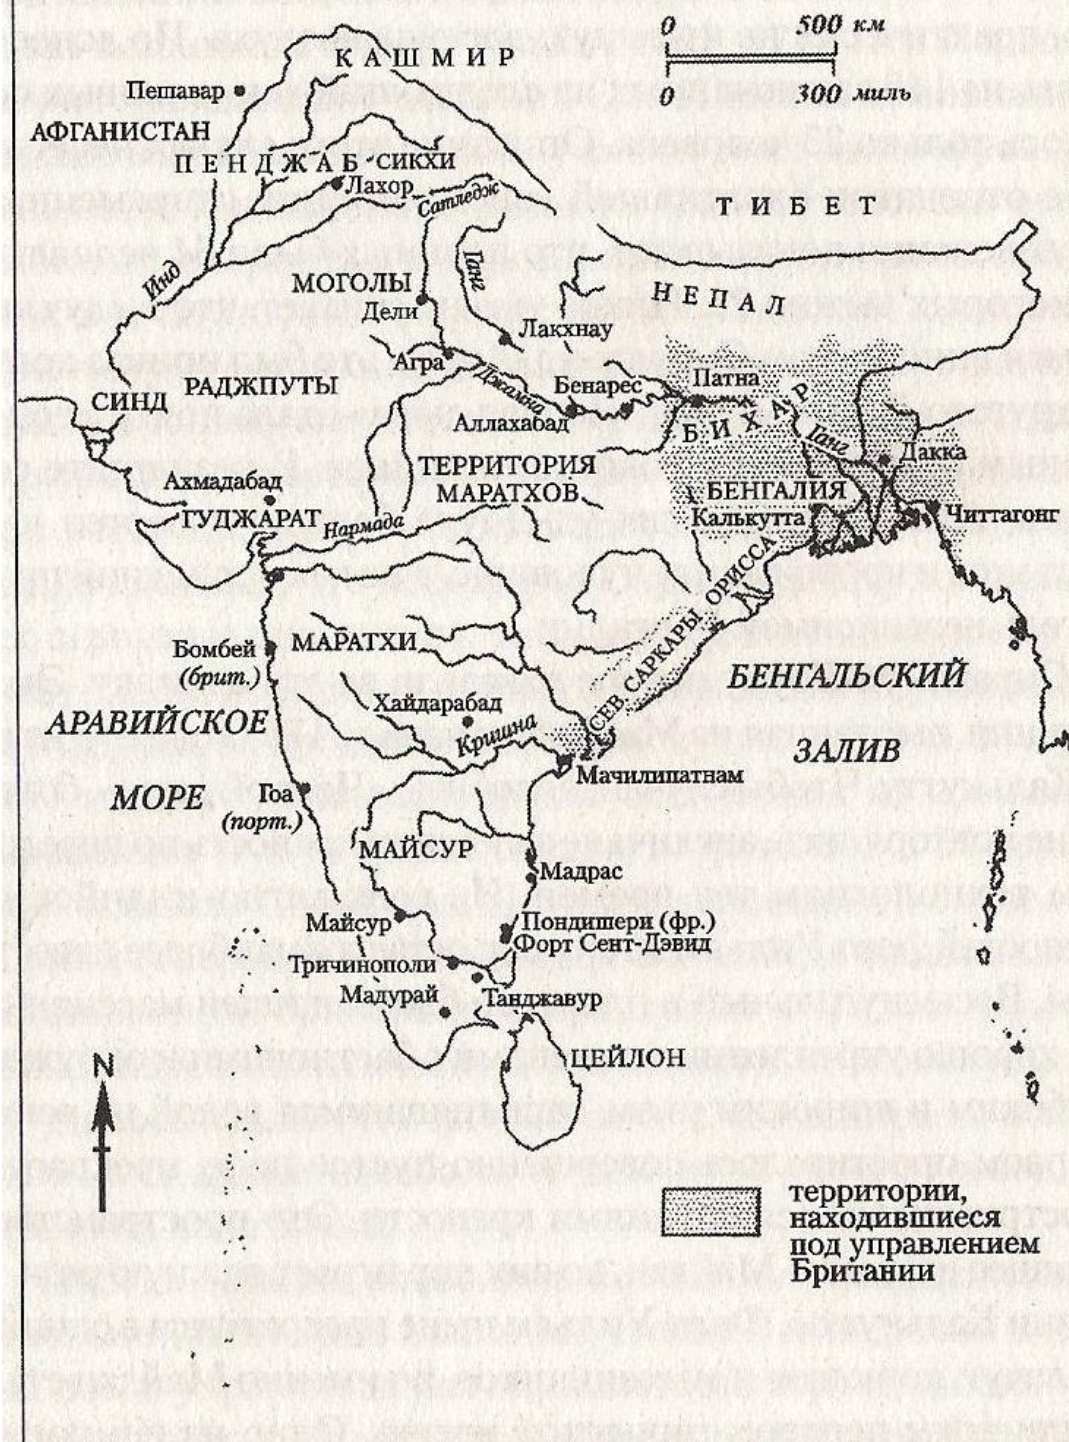 0 500 км
0 300 миль
КАШМИР
Пешавар
АФГАНИСТАН
ПЕНДЖАБ СИКХИ
Лахор
Сатледж
ТИБЕТ
Инд
Ганг
МОГОЛЫ
Дели
НЕПАЛ
Лакхнау
Агра
Джамна
РАДЖПУТЫ
Бенарес
Патна
СИНД
Аллахабад
БИХАР
Ганг
Дакка
ТЕРРИТОРИЯ
МАРАТХОВ
Ахмадабад
БЕНГАЛИЯ
ГУДЖАРАТ
Нармада
Калькутта
Читтагонг
ОРИССА
СЕВ. САРКАРЫ
МАРАТХИ
Бомбей
(брит.)
БЕНГАЛЬСКИЙ
ЗАЛИВ
Хайдарабад
АРАВИЙСКОЕ
МОРЕ
Кришна
Мачилипатнам
Гоа
(порт.)
МАЙСУР
Мадрас
Майсур
Пондишери (фр.)
Форт Сент-Дэвид
Тричинополи
Мадурай
Танджавур
ЦЕЙЛОН
N
территории,
находившиеся
под управлением
Британии